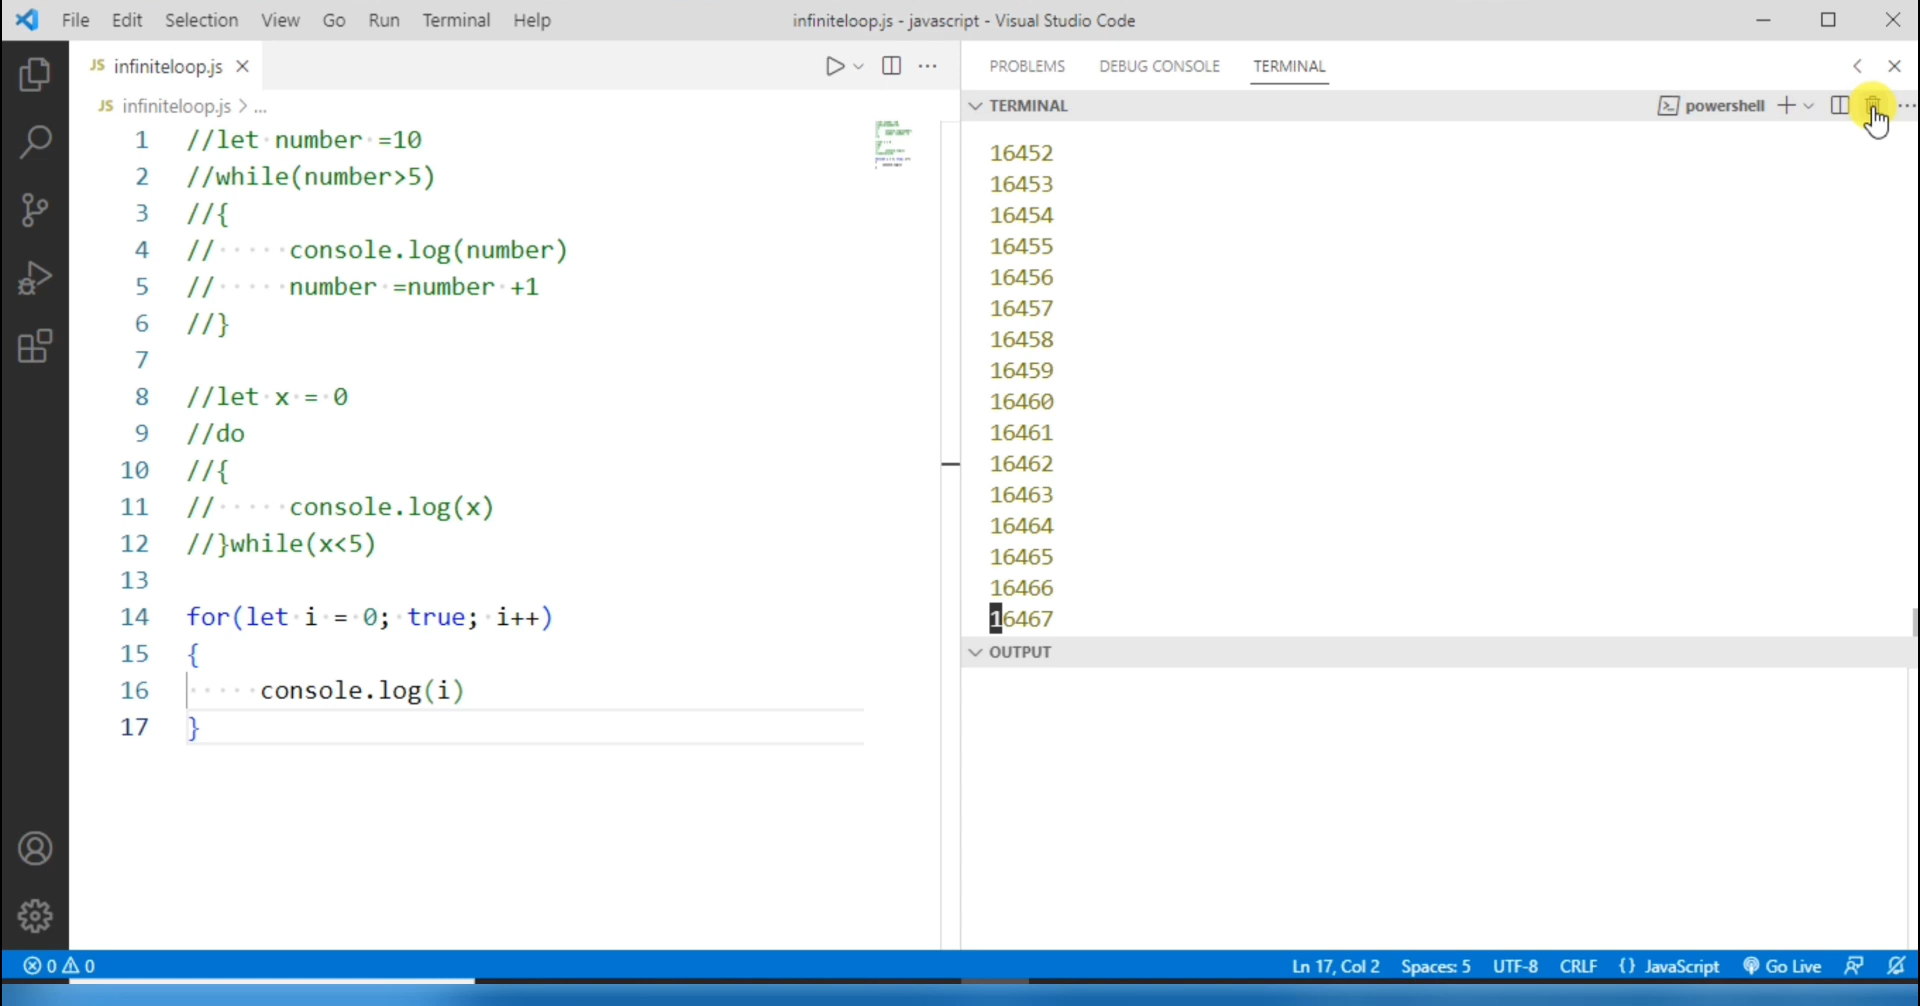 File Edit Selection View Go Run Terminal Help
infiniteloop.js - javascript - Visual Studio Code
JS infiniteloop.js
JS infiniteloop.js > ...
1 //let number =10
2 //while(number>5)
3 //{
4 //     console.log(number)
5 //     number =number +1
6 //}
7
8 //let x = 0
9 //do
10 //{
11 //     console.log(x)
12 //}while(x<5)
13
14 for(let i = 0; true; i++)
15 {
16      console.log(i)
17 }
PROBLEMS DEBUG CONSOLE TERMINAL
TERMINAL
powershell
16452
16453
16454
16455
16456
16457
16458
16459
16460
16461
16462
16463
16464
16465
16466
16467
OUTPUT
0 0
Ln 17, Col 2 Spaces: 5 UTF-8 CRLF {} JavaScript Go Live